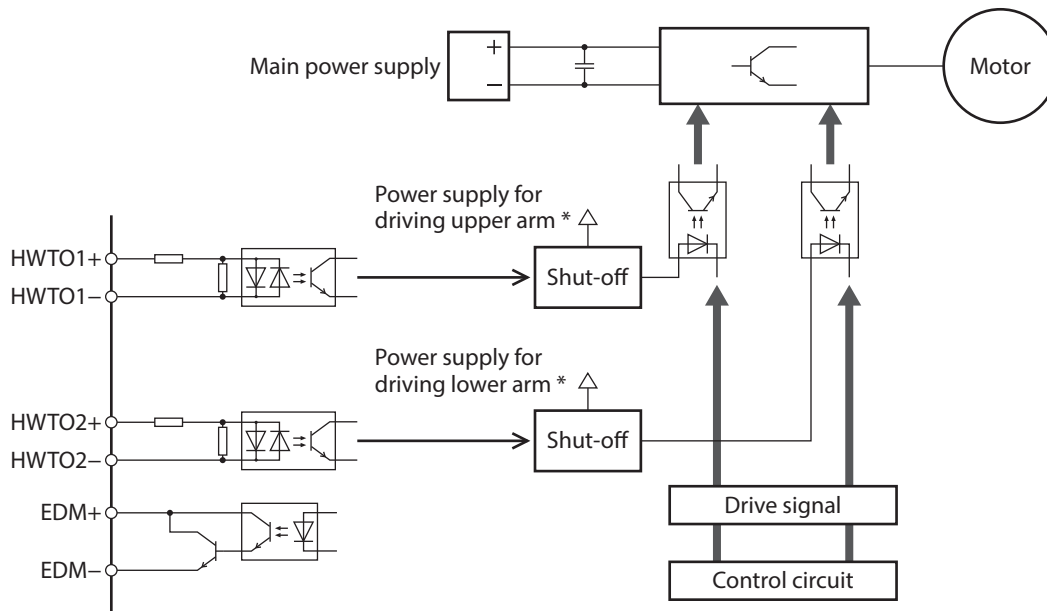 +
Main power supply
−
Motor
Power supply for
driving upper arm *
HWTO1+
HWTO1−
Shut-off
Power supply for
driving lower arm *
HWTO2+
HWTO2−
Shut-off
EDM+
EDM−
Drive signal
Control circuit